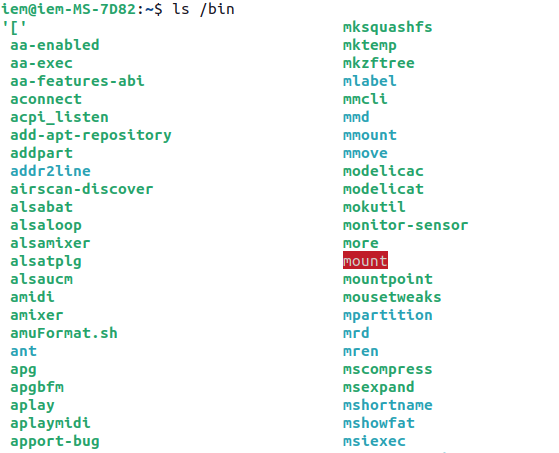 iem@iem-MS-7D82:~$ ls /bin
'[' mksquashfs
aa-enabled mktemp
aa-exec mkzftree
aa-features-abi mlabel
aconnect mmcli
acpi_listen mmd
add-apt-repository mmount
addpart mmove
addr2line modelicac
airscan-discover modelicat
alsabat mokutil
alsaloop monitor-sensor
alsamixer more
alsatplg mount
alsaucm mountpoint
amidi mousetweaks
amixer mpartition
amuFormat.sh mrd
ant mren
apg mscompress
apgbfm msexpand
aplay mshortname
aplaymidi mshowfat
apport-bug msiexec